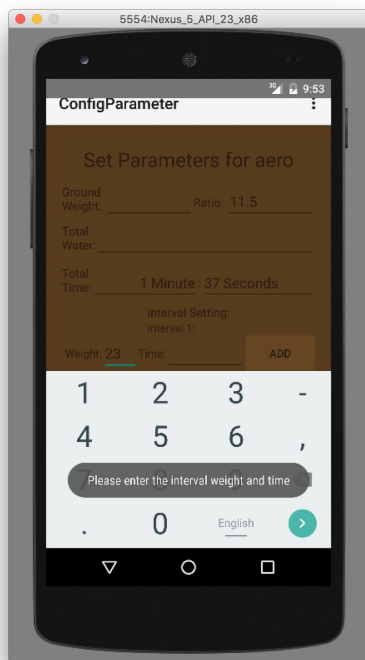 5554:Nexus_5_API_23_x86
3G 9:53
ConfigParameter
Set Parameters for aero
Ground Weight: Ratio: 11.5
Total Water:
Total Time: 1 Minute : 37 Seconds
Interval Setting:
Interval 1:
Weight: 23 Time: ADD
1 2 3 -
4 5 6 ,
Please enter the interval weight and time
. 0 English